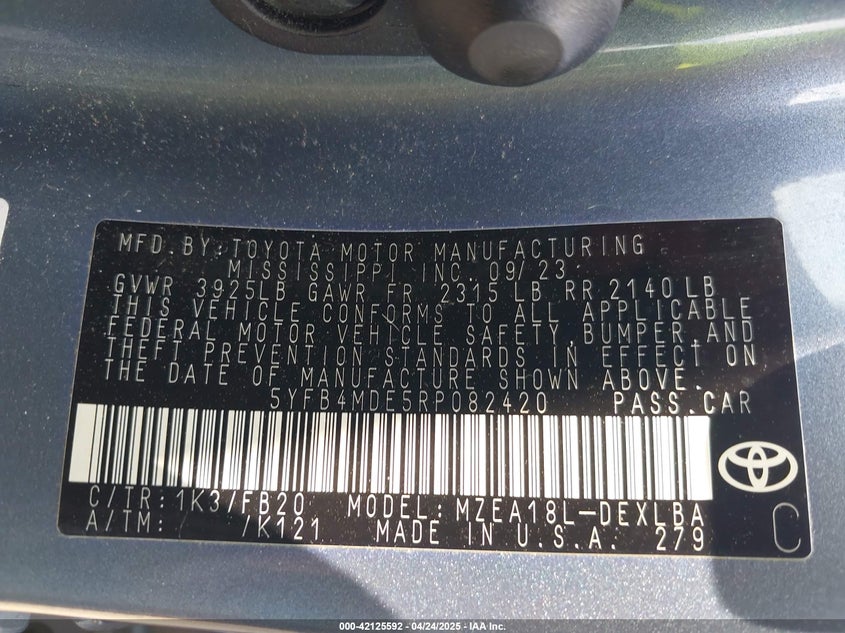 MFD.BY:TOYOTA MOTOR MANUFACTURING
MISSISSIPPI INC. 09/23
GVWR 3925LB GAWR FR 2315 LB RR 2140 LB
THIS VEHICLE CONFORMS TO ALL APPLICABLE
FEDERAL MOTOR VEHICLE SAFETY,BUMPER,AND
THEFT PREVENTION STANDARDS IN EFFECT ON
THE DATE OF MANUFACTURE SHOWN ABOVE.
5YFB4MDE5RP082420 PASS.CAR
C/TR:1K3/FB20 MODEL:MZEA18L-DEXLBA
A/TM: /K121 MADE IN U.S.A. 279
C
000-42125592 - 04/24/2025 - IAA Inc.